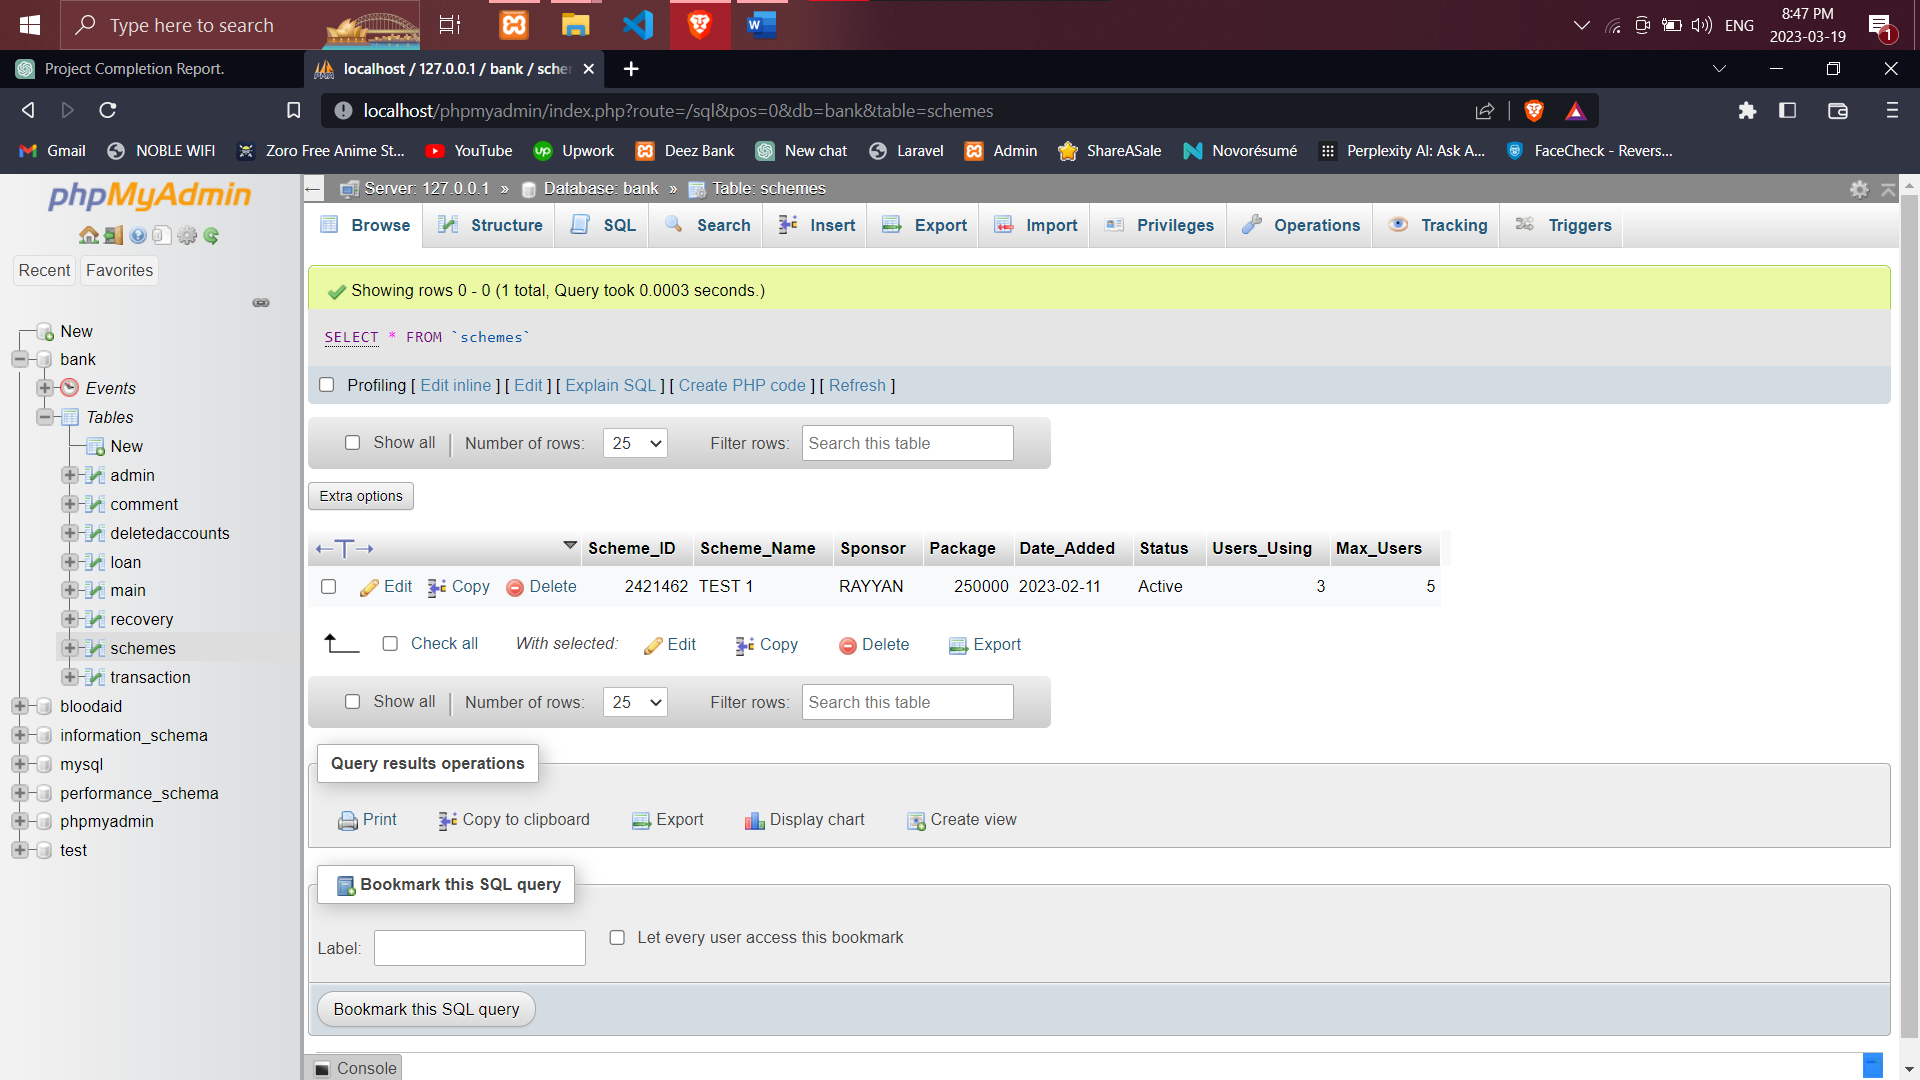 Type here to search
ENG
8:47 PM
2023-03-19
1
Project Completion Report.
localhost / 127.0.0.1 / bank / sche
localhost/phpmyadmin/index.php?route=/sql&pos=0&db=bank&table=schemes
Gmail
NOBLE WIFI
Zoro Free Anime St...
YouTube
Upwork
Deez Bank
New chat
Laravel
Admin
ShareASale
Novorésumé
Perplexity AI: Ask A...
FaceCheck - Revers...
phpMyAdmin
Recent
Favorites
New
bank
Events
Tables
New
admin
comment
deletedaccounts
loan
main
recovery
schemes
transaction
bloodaid
information_schema
mysql
performance_schema
phpmyadmin
test
Server: 127.0.0.1 » Database: bank » Table: schemes
Browse
Structure
SQL
Search
Insert
Export
Import
Privileges
Operations
Tracking
Triggers
Showing rows 0 - 0 (1 total, Query took 0.0003 seconds.)
SELECT * FROM `schemes`
Profiling [ Edit inline ] [ Edit ] [ Explain SQL ] [ Create PHP code ] [ Refresh ]
Show all
Number of rows: 25
Filter rows: Search this table
Extra options
Scheme_ID Scheme_Name Sponsor Package Date_Added Status Users_Using Max_Users
Edit Copy Delete 2421462 TEST 1 RAYYAN 250000 2023-02-11 Active 3 5
Check all With selected: Edit Copy Delete Export
Show all
Number of rows: 25
Filter rows: Search this table
Query results operations
Print Copy to clipboard Export Display chart Create view
Bookmark this SQL query
Label:
Let every user access this bookmark
Bookmark this SQL query
Console